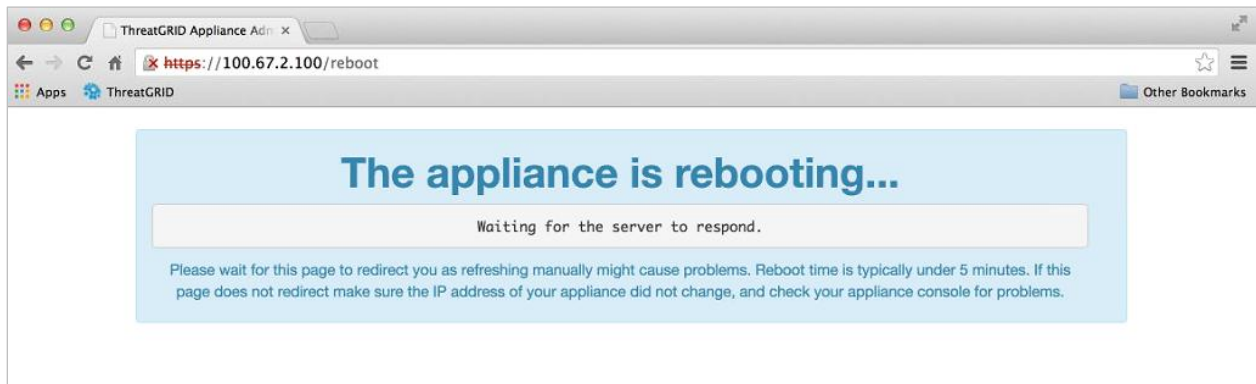 ThreatGRID Appliance Adn
https://100.67.2.100/reboot
Apps ThreatGRID Other Bookmarks
The appliance is rebooting...
Waiting for the server to respond.
Please wait for this page to redirect you as refreshing manually might cause problems. Reboot time is typically under 5 minutes. If this
page does not redirect make sure the IP address of your appliance did not change, and check your appliance console for problems.